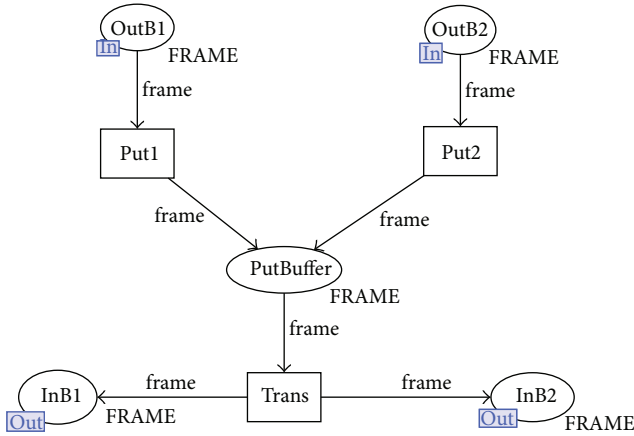 OutB1
In
FRAME
frame
Put1
OutB2
In
FRAME
frame
Put2
frame
frame
PutBuffer
FRAME
frame
InB1
Out
FRAME
frame
Trans
frame
InB2
Out
FRAME